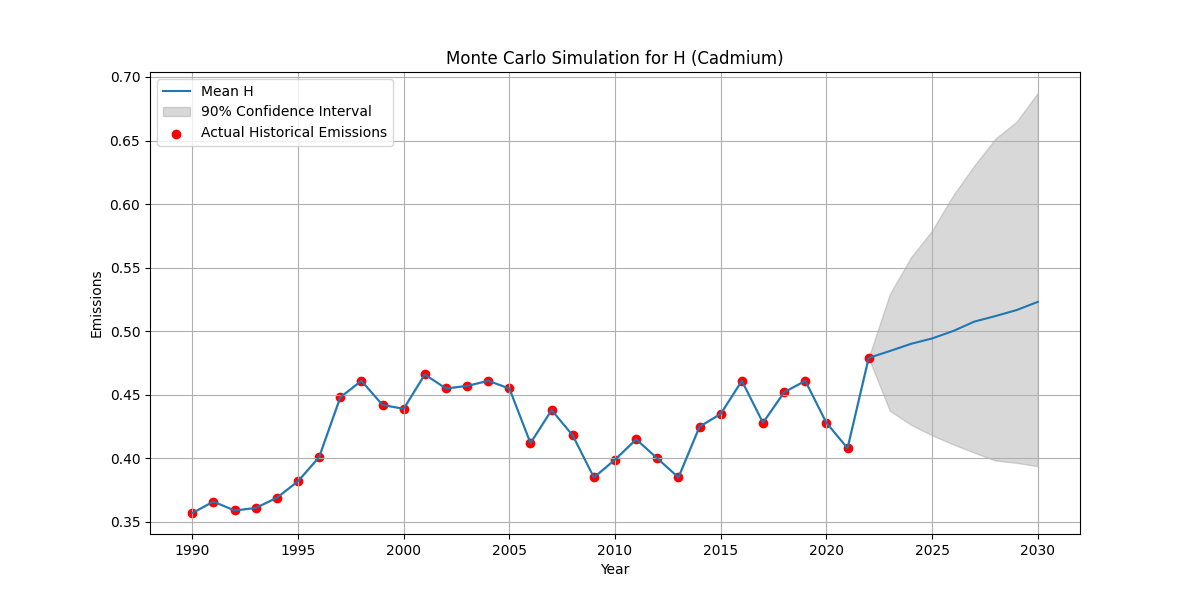 Monte Carlo Simulation for H (Cadmium)
Mean H
90% Confidence Interval
Actual Historical Emissions
0.70
0.65
0.60
0.55
0.50
0.45
0.40
0.35
Emissions
1990 1995 2000 2005 2010 2015 2020 2025 2030
Year